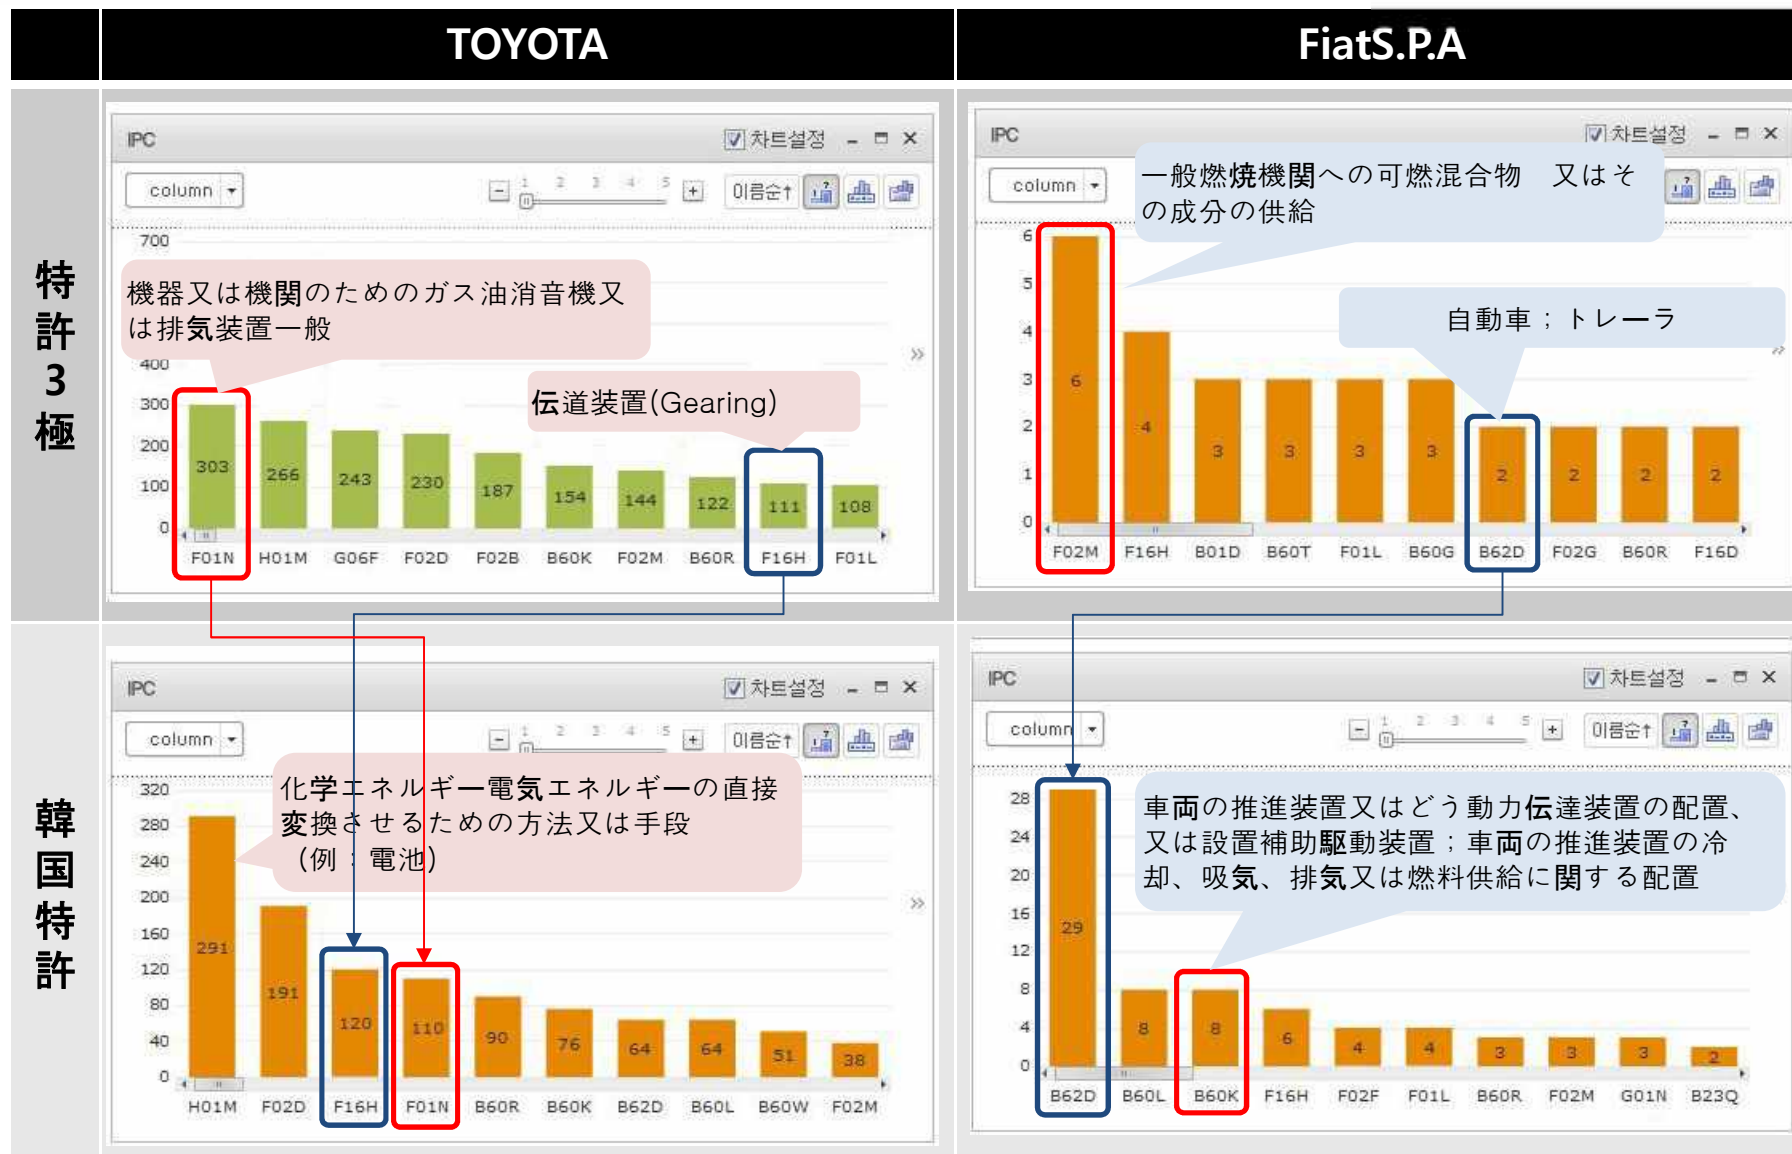 TOYOTA
FiatS.P.A
特許3極
IPC
차트설정
column
1 2 3 4 5
이름순↑
700
400
300
200
100
0
機器又は機関のためのガス油消音機又
は排気装置一般
伝道装置(Gearing)
303 266 243 230 187 154 144 122 111 108
F01N H01M G06F F02D F02B B60K F02M B60R F16H F01L
IPC
차트설정
column
一般燃焼機関への可燃混合物　又はそ
の成分の供給
自動車；トレーラ
6
5
4
3
2
1
0
6 4 3 3 3 3 2 2 2 2
F02M F16H B01D B60T F01L B60G B62D F02G B60R F16D
韓国特許
IPC
차트설정
column
1 2 3 4 5
이름순↑
320
280
240
200
160
120
80
40
0
化学エネルギー電気エネルギーの直接
変換させるための方法又は手段
(例：電池)
291 191 120 110 90 76 64 64 51 38
H01M F02D F16H F01N B60R B60K B62D B60L B60W F02M
IPC
차트설정
column
1 2 3 4 5
이름순↑
28
24
20
16
12
8
4
0
車両の推進装置又はどう動力伝達装置の配置、
又は設置補助駆動装置；車両の推進装置の冷
却、吸気、排気又は燃料供給に関する配置
29 8 8 6 4 4 3 3 3 2
B62D B60L B60K F16H F02F F01L B60R F02M G01N B23Q